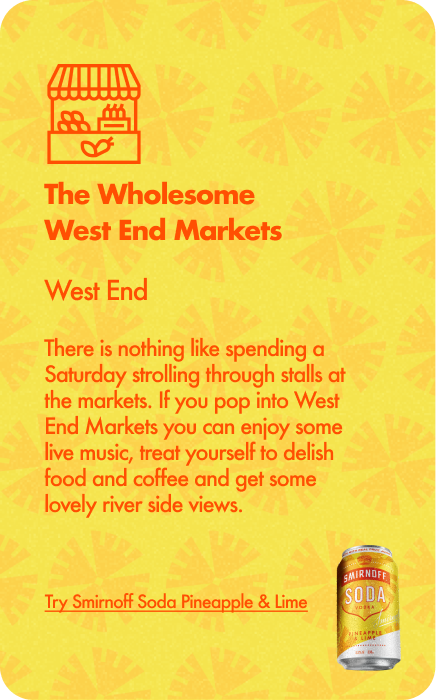 The Wholesome
West End Markets
West End
There is nothing like spending a
Saturday strolling through stalls at
the markets. If you pop into West
End Markets you can enjoy some
live music, treat yourself to delish
food and coffee and get some
lovely river side views.
Try Smirnoff Soda Pineapple & Lime
SMIRNOFF
SODA
VODKA
PINEAPPLE
& LIME